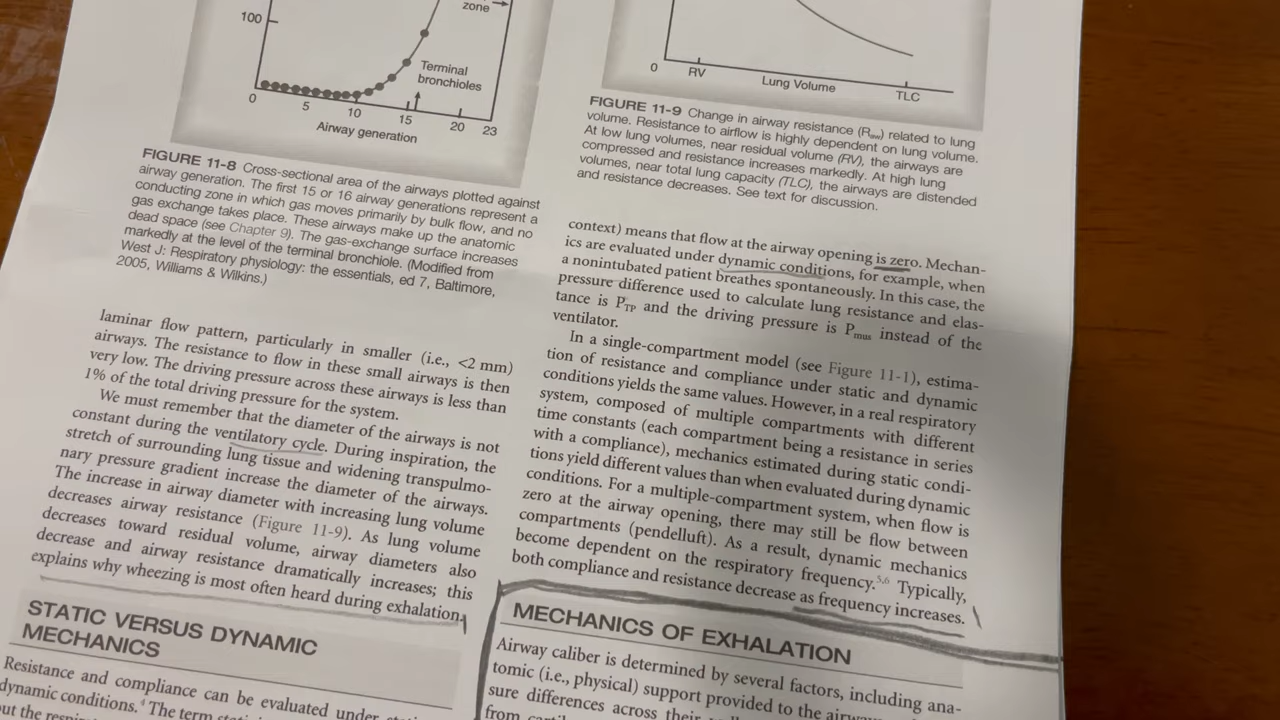 100
zone
Terminal
bronchioles
0
5
10
15
20
23
Airway generation
FIGURE 11-8 Cross-sectional area of the airways plotted against
airway generation. The first 15 or 16 airway generations represent a
conducting zone in which gas moves primarily by bulk flow, and no
gas exchange takes place. These airways make up the anatomic
dead space (see Chapter 9). The gas-exchange surface increases
markedly at the level of the terminal bronchiole. (Modified from
West J: Respiratory physiology: the essentials, ed 7, Baltimore,
2005, Williams & Wilkins.)
laminar flow pattern, particularly in smaller (i.e., <2 mm)
airways. The resistance to flow in these small airways is then
very low. The driving pressure across these airways is less than
1% of the total driving pressure for the system.
We must remember that the diameter of the airways is not
constant during the ventilatory cycle. During inspiration, the
stretch of surrounding lung tissue and widening transpulmo-
nary pressure gradient increase the diameter of the airways.
The increase in airway diameter with increasing lung volume
decreases airway resistance (Figure 11-9). As lung volume
decreases toward residual volume, airway diameters also
decrease and airway resistance dramatically increases; this
explains why wheezing is most often heard during exhalation.
STATIC VERSUS DYNAMIC
MECHANICS
Resistance and compliance can be evaluated under
dynamic conditions.4 The term
0
RV
Lung Volume
TLC
FIGURE 11-9 Change in airway resistance (Raw) related to lung
volume. Resistance to airflow is highly dependent on lung volume.
At low lung volumes, near residual volume (RV), the airways are
compressed and resistance increases markedly. At high lung
volumes, near total lung capacity (TLC), the airways are distended
and resistance decreases. See text for discussion.
context) means that flow at the airway opening is zero. Mechan-
ics are evaluated under dynamic conditions, for example, when
a nonintubated patient breathes spontaneously. In this case, the
pressure difference used to calculate lung resistance and elas-
tance is PTP and the driving pressure is Pmus instead of the
ventilator.
In a single-compartment model (see Figure 11-1), estima-
tion of resistance and compliance under static and dynamic
conditions yields the same values. However, in a real respiratory
system, composed of multiple compartments with different
time constants (each compartment being a resistance in series
with a compliance), mechanics estimated during static condi-
tions yield different values than when evaluated during dynamic
conditions. For a multiple-compartment system, when flow is
zero at the airway opening, there may still be flow between
compartments (pendelluft). As a result, dynamic mechanics
become dependent on the respiratory frequency.5,6 Typically,
both compliance and resistance decrease as frequency increases.
MECHANICS OF EXHALATION
Airway caliber is determined by several factors, including ana-
tomic (i.e., physical) support provided to the airways
sure differences across their
from